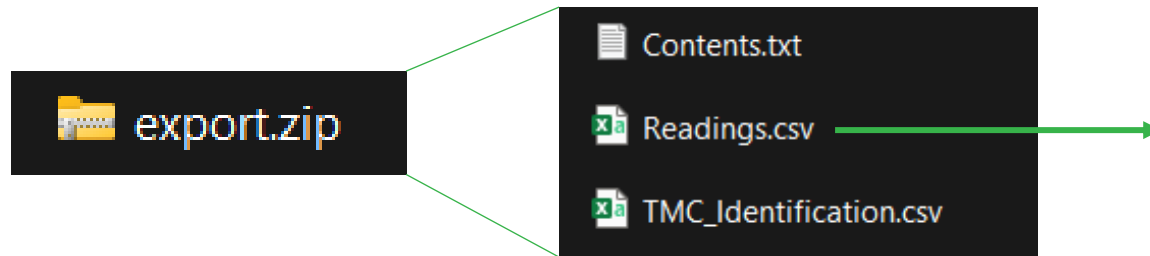 export.zip
Contents.txt
Readings.csv
TMC_Identification.csv